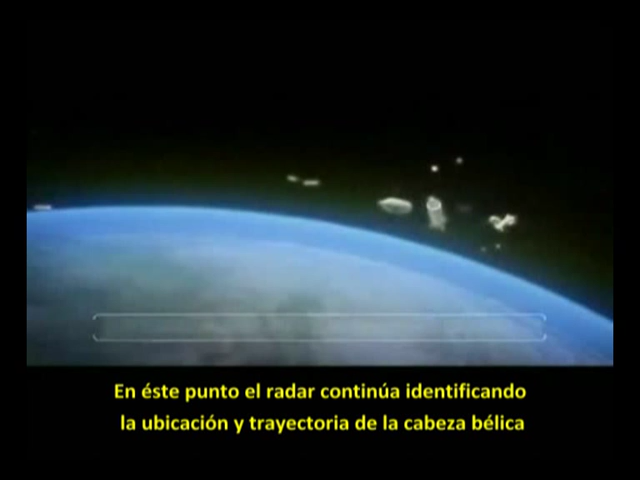 En éste punto el radar continúa identificando
la ubicación y trayectoria de la cabeza bélica